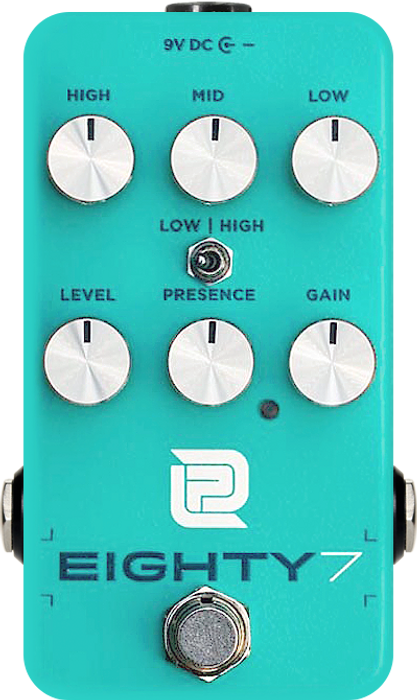 9V DC
HIGH MID LOW
LOW | HIGH
LEVEL PRESENCE GAIN
EIGHTY7